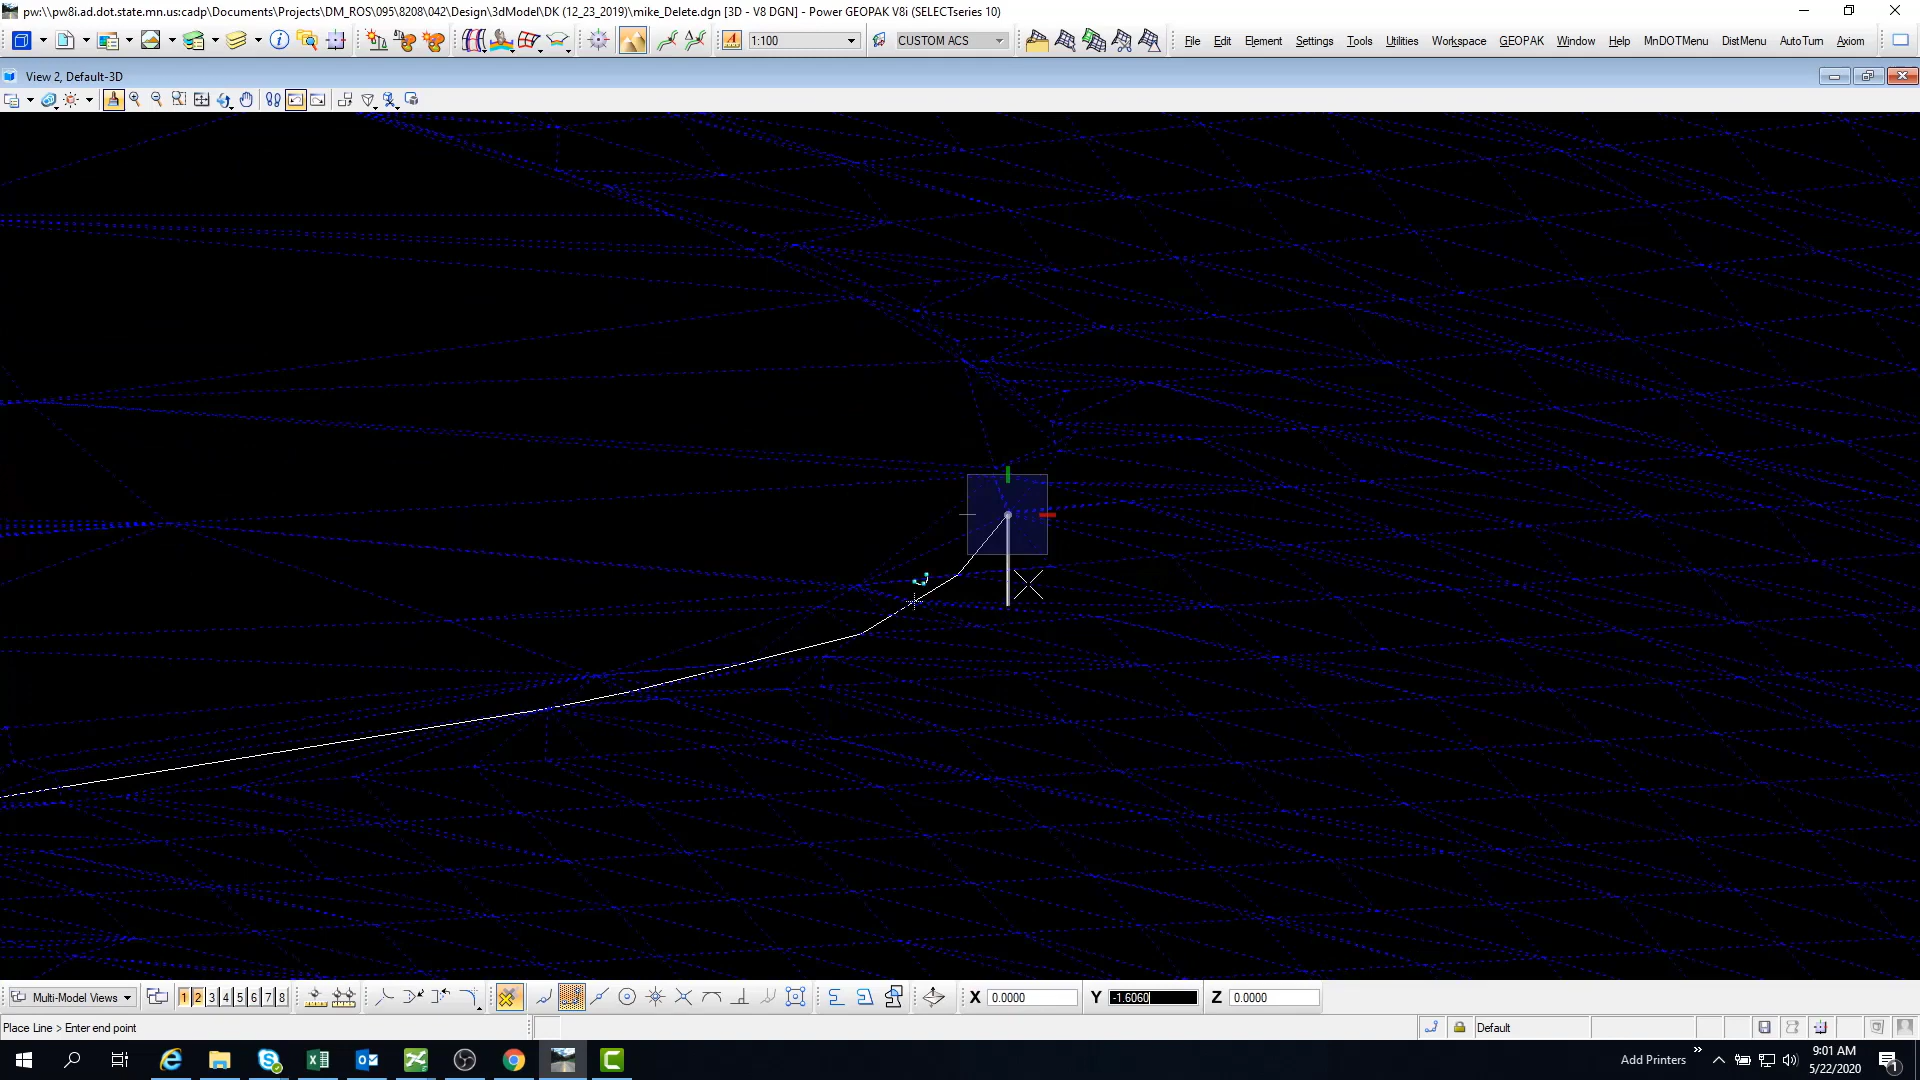 pw:\\pw8i.ad.dot.state.mn.us:cadp\Documents\Projects\DM_ROS\095\8208\042\Design\3dModel\DK (12_23_2019)\mike_Delete.dgn [3D - V8 DGN] - Power GEOPAK V8i (SELECTseries 10)
1:100 CUSTOM ACS File Edit Element Settings Tools Utilities Workspace GEOPAK Window Help MnDOTMenu DistMenu AutoTurn Axiom
View 2, Default-3D
Multi-Model Views 1 2 3 4 5 6 7 8 X 0.0000 Y -1.6060 Z 0.0000
Place Line > Enter end point Default
Add Printers 9:01 AM
5/22/2020
1